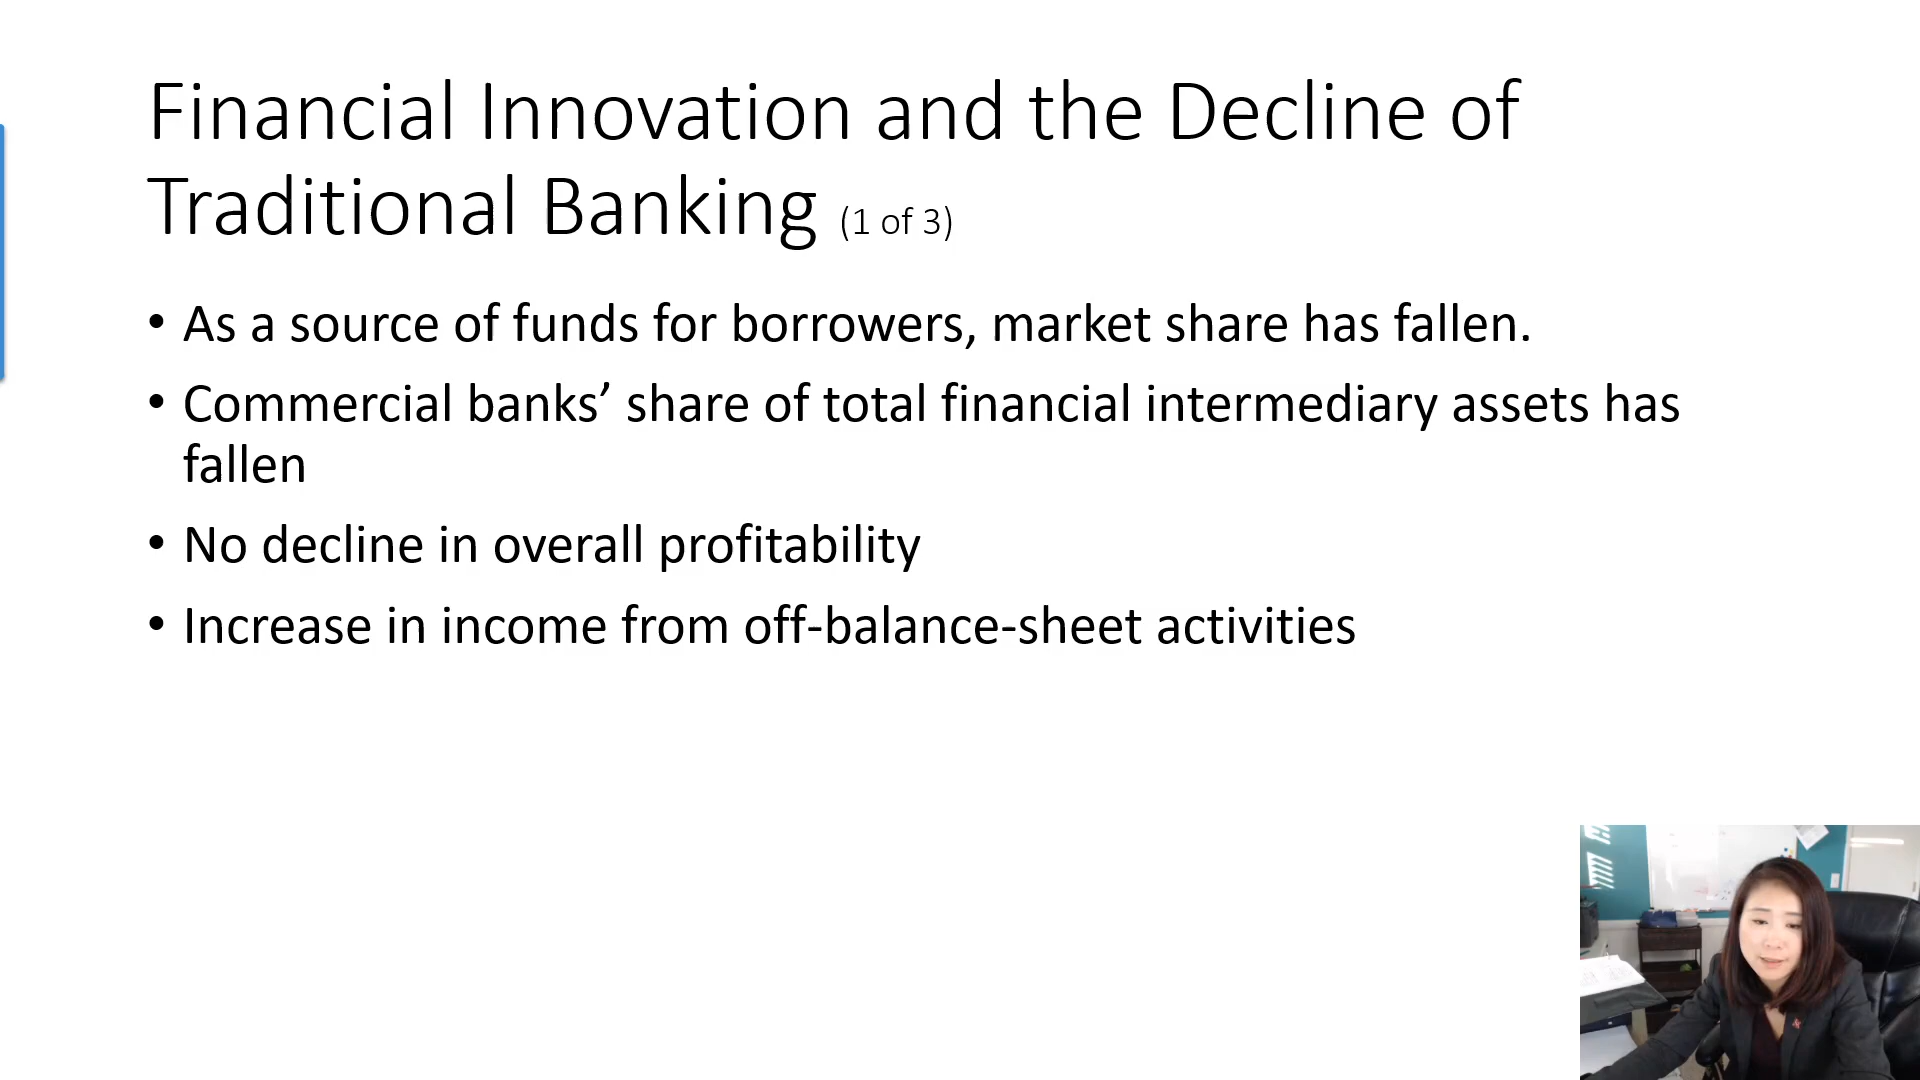 Financial Innovation and the Decline of
Traditional Banking (1 of 3)
• As a source of funds for borrowers, market share has fallen.
• Commercial banks’ share of total financial intermediary assets has
fallen
• No decline in overall profitability
• Increase in income from off-balance-sheet activities